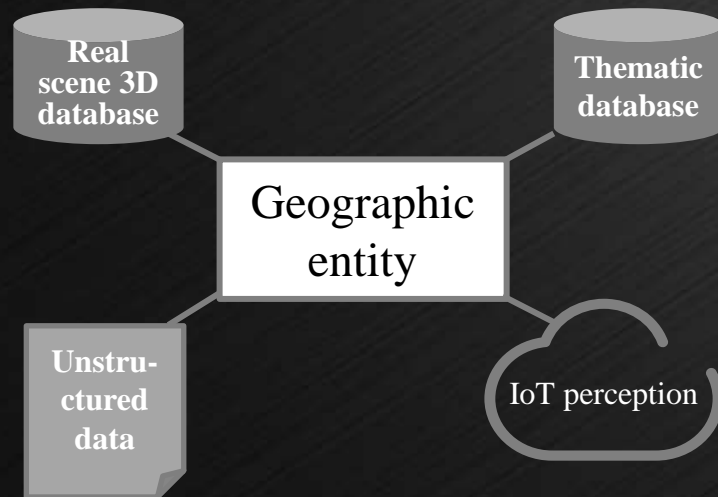 Real
scene 3D
database
Thematic
database
Geographic
entity
Unstru-
ctured
data
IoT perception